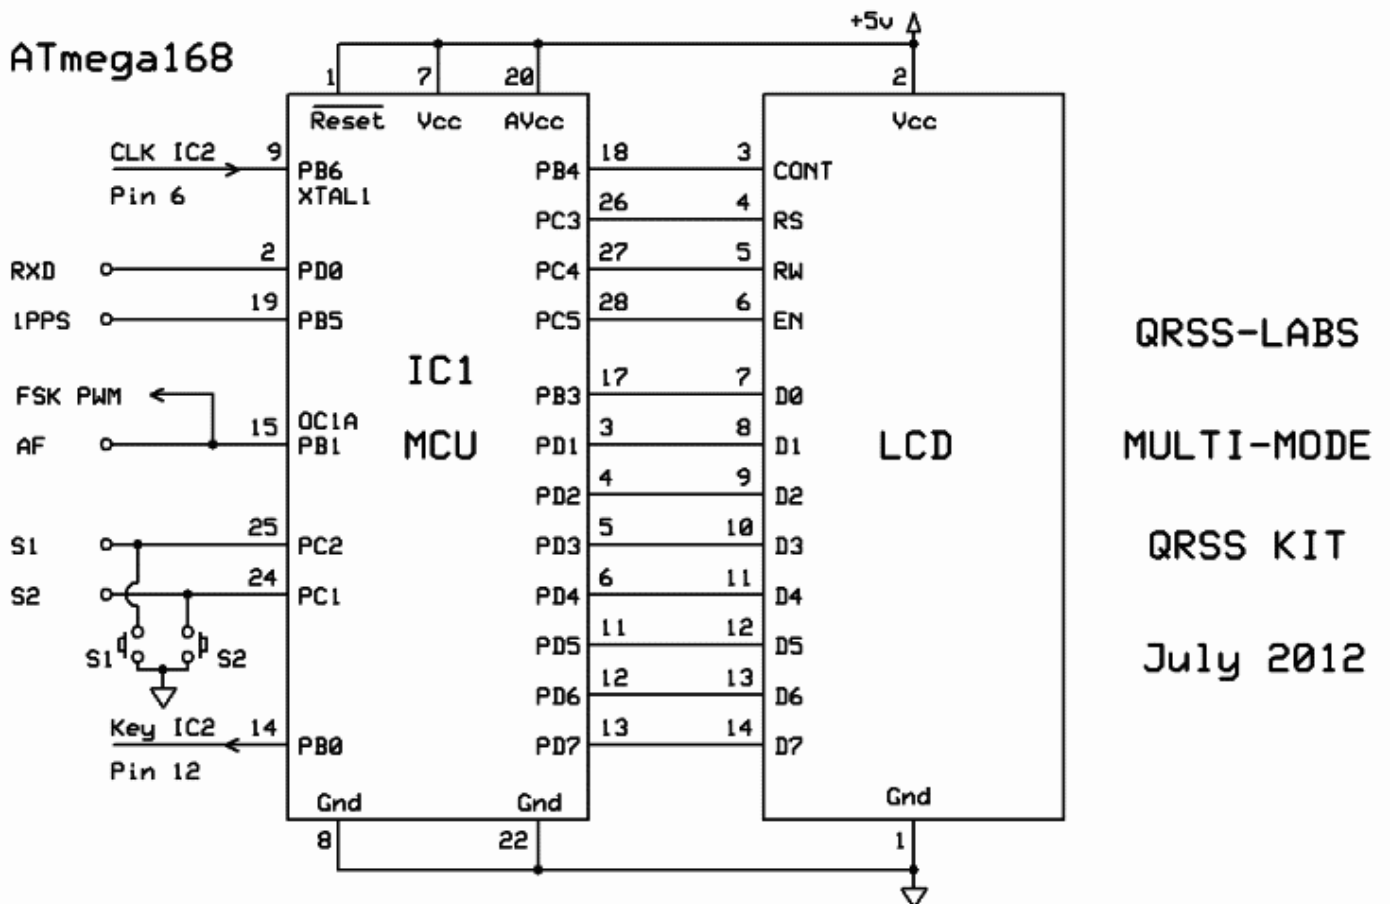 +5v
ATmega168
1 7 20 2
Reset Vcc AVcc Vcc
CLK IC2 9 PB6 PB4 18 3 CONT
Pin 6 XTAL1
PC3 26 4 RS
RXD 2 PD0 PC4 27 5 RW
1PPS 19 PB5 PC5 28 6 EN
QRSS-LABS
IC1
FSK PWM PB3 17 7 D0
OC1A
AF 15 PB1 MCU PD1 3 8 D1 LCD MULTI-MODE
PD2 4 9 D2
S1 25 PC2 PD3 5 10 D3 QRSS KIT
S2 24 PC1 PD4 6 11 D4
PD5 11 12 D5
S1 S2 July 2012
PD6 12 13 D6
Key IC2 14 PB0 PD7 13 14 D7
Pin 12
Gnd Gnd Gnd
8 22 1